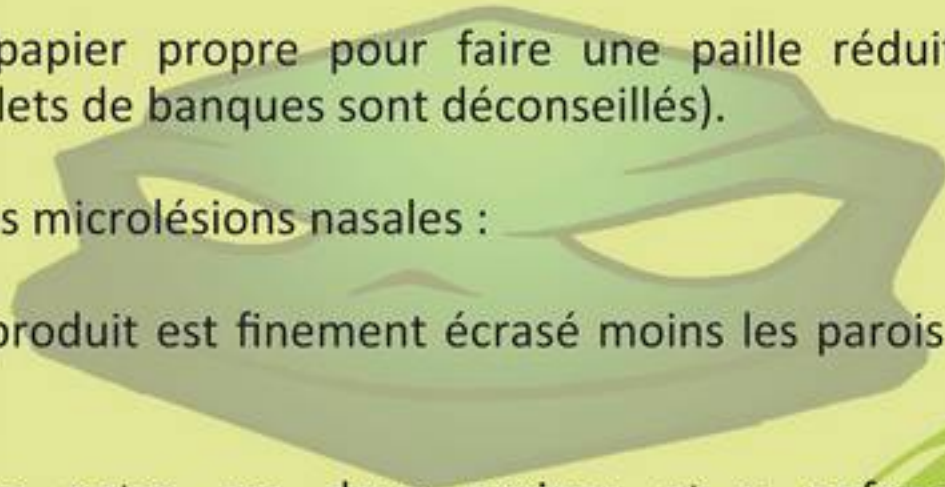 papier propre pour faire une paille réduit
lets de banques sont déconseillés).
s microlésions nasales :
produit est finement écrasé moins les parois